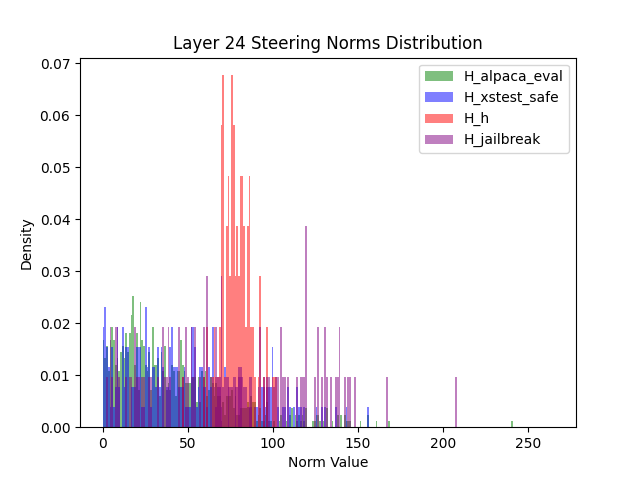 Layer 24 Steering Norms Distribution
0.07
0.06
0.05
0.04
0.03
0.02
0.01
0.00
Density
H_alpaca_eval
H_xstest_safe
H_h
H_jailbreak
0
50
100
150
200
250
Norm Value